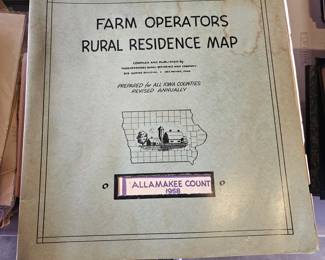 FARM OPERATORS
RURAL RESIDENCE MAP
COMPILED AND PUBLISHED By
PREPARED for ALL IOWA COUNTIES
REVISED ANNUALLY
ALLAMAKEE COUNT
1958